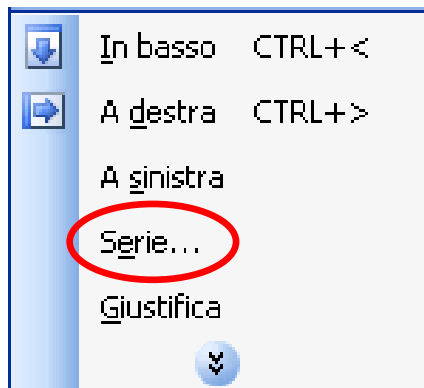 In basso CTRL+<
A destra CTRL+>
A sinistra
Serie...
Giustifica